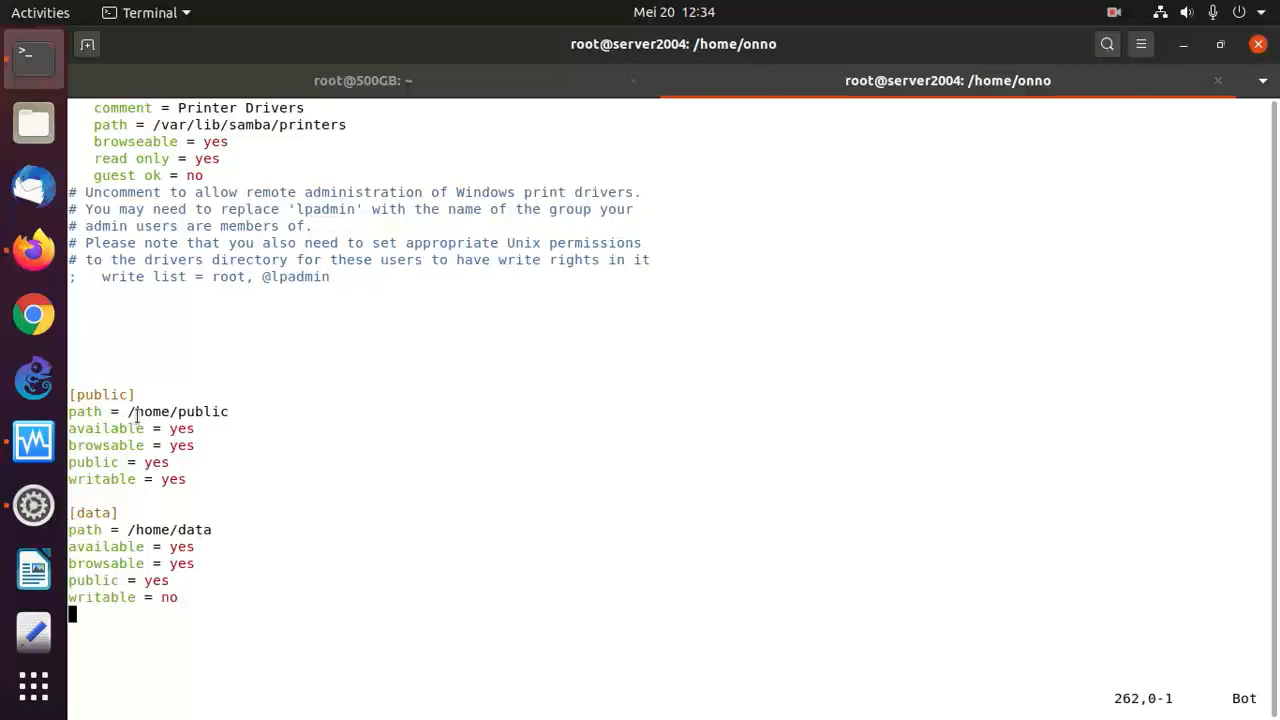 Activities
Terminal
Mei 20 12:34
root@server2004: /home/onno
root@500GB: ~
root@server2004: /home/onno
comment = Printer Drivers
path = /var/lib/samba/printers
browseable = yes
read only = yes
guest ok = no
# Uncomment to allow remote administration of Windows print drivers.
# You may need to replace 'lpadmin' with the name of the group your
# admin users are members of.
# Please note that you also need to set appropriate Unix permissions
# to the drivers directory for these users to have write rights in it
;   write list = root, @lpadmin
[public]
path = /home/public
available = yes
browsable = yes
public = yes
writable = yes
[data]
path = /home/data
available = yes
browsable = yes
public = yes
writable = no
262,0-1
Bot